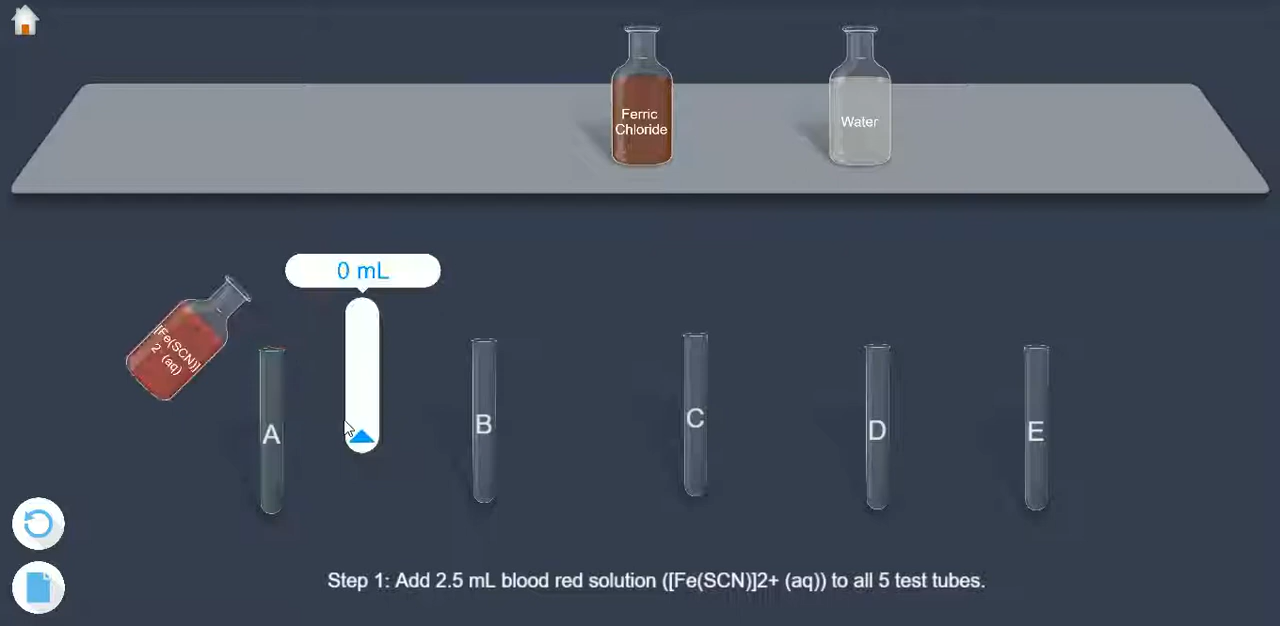 Ferric
Chloride
Water
0 mL
[Fe(SCN)]
2 (aq)
A
B
C
D
E
Step 1: Add 2.5 mL blood red solution ([Fe(SCN)]2+ (aq)) to all 5 test tubes.